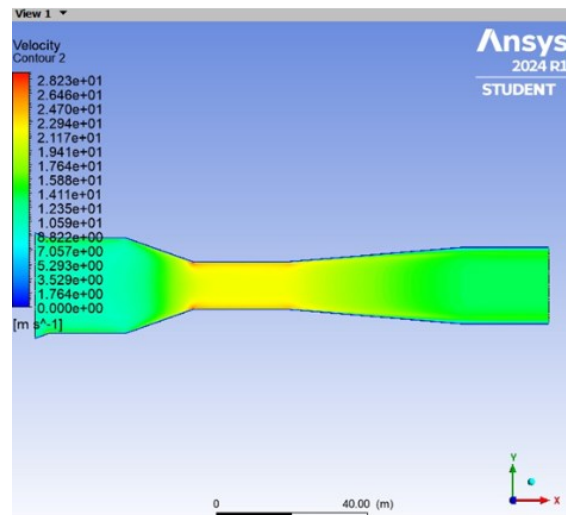 View 1
Velocity
Contour 2
2.823e+01
2.646e+01
2.470e+01
2.294e+01
2.117e+01
1.941e+01
1.764e+01
1.588e+01
1.411e+01
1.235e+01
1.059e+01
8.822e+00
7.057e+00
5.293e+00
3.529e+00
1.764e+00
0.000e+00
[m s^-1]
Ansys
2024 R1
STUDENT
Y
X
0 40.00 (m)